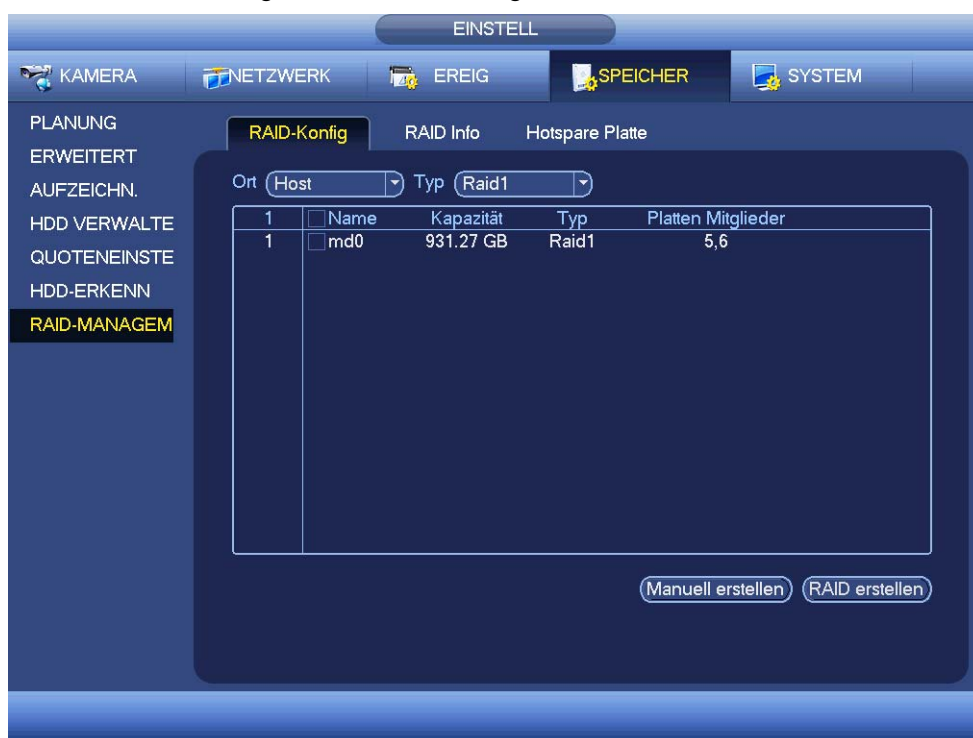 EINSTELL
KAMERA NETZWERK EREIG SPEICHER SYSTEM
PLANUNG
ERWEITERT
AUFZEICHN.
HDD VERWALTE
QUOTENEINSTE
HDD-ERKENN
RAID-MANAGEM
RAID-Konfig RAID Info Hotspare Platte
Ort Host Typ Raid1
1 Name Kapazität Typ Platten Mitglieder
1 md0 931.27 GB Raid1 5,6
Manuell erstellen RAID erstellen